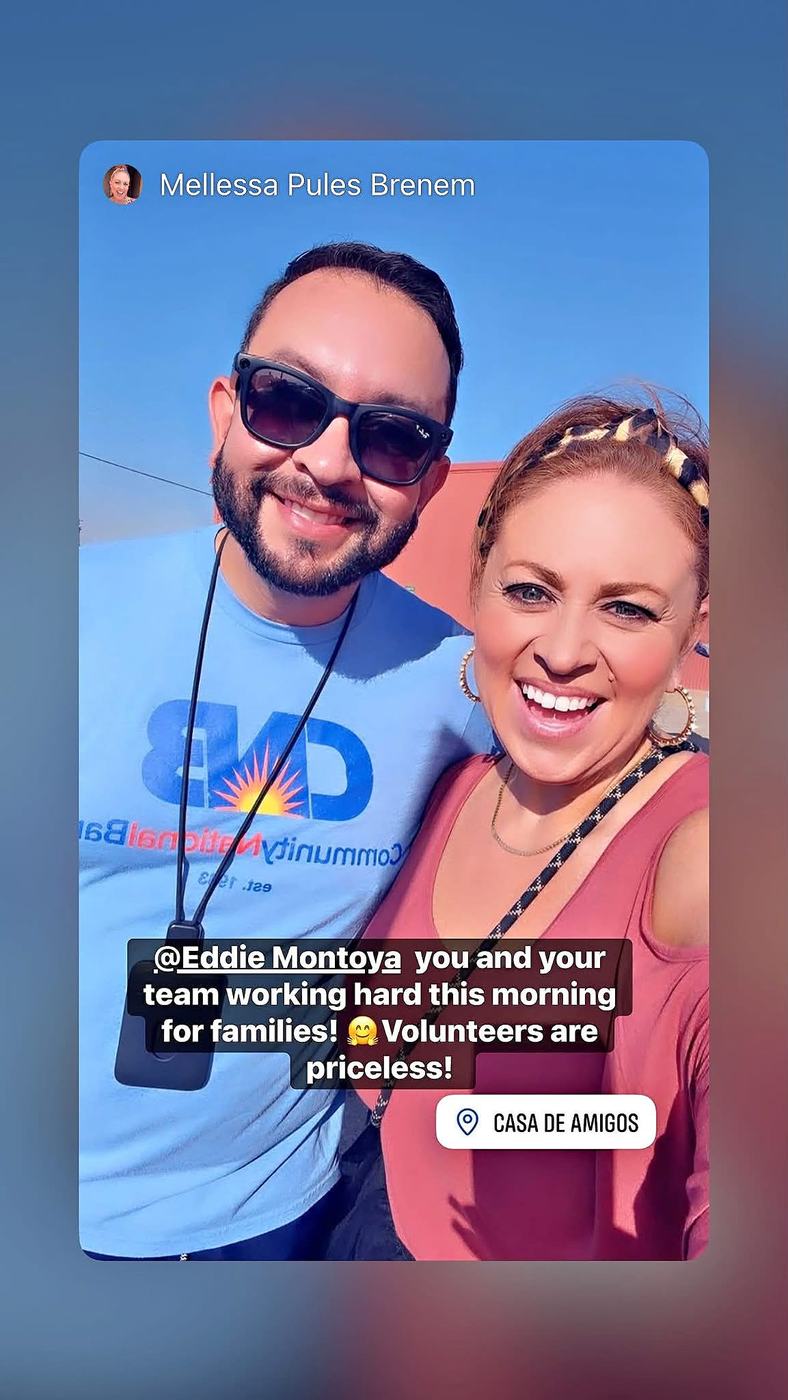 Mellessa Pules Brenem
CNB
CommunityNationalBa
est. 1983
@Eddie Montoya you and your
team working hard this morning
for families! 🤗Volunteers are
priceless!
CASA DE AMIGOS